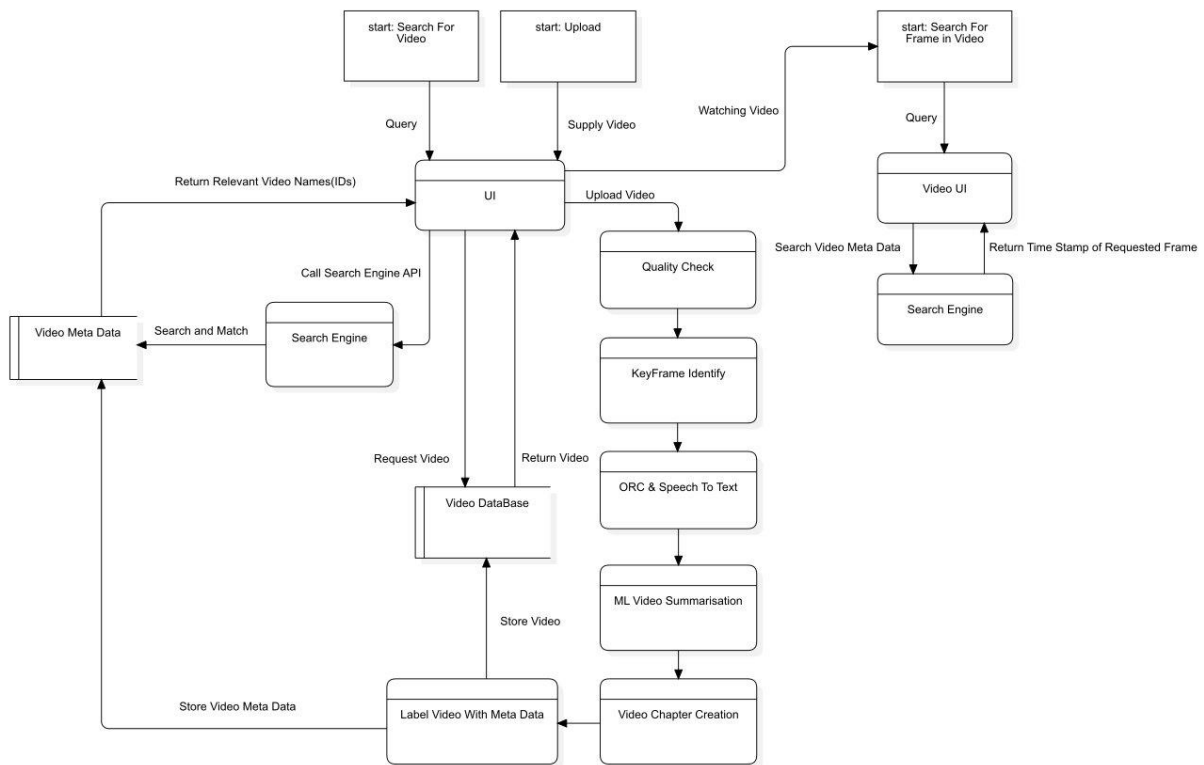 start: Search For
Video
start: Upload
start: Search For
Frame in Video
Watching Video
Query
Supply Video
Query
Return Relevant Video Names(IDs)
UI
Upload Video
Video UI
Search Video Meta Data
Return Time Stamp of Requested Frame
Quality Check
Call Search Engine API
Search Engine
Video Meta Data
Search and Match
Search Engine
KeyFrame Identify
Request Video
Return Video
ORC & Speech To Text
Video DataBase
ML Video Summarisation
Store Video
Store Video Meta Data
Label Video With Meta Data
Video Chapter Creation